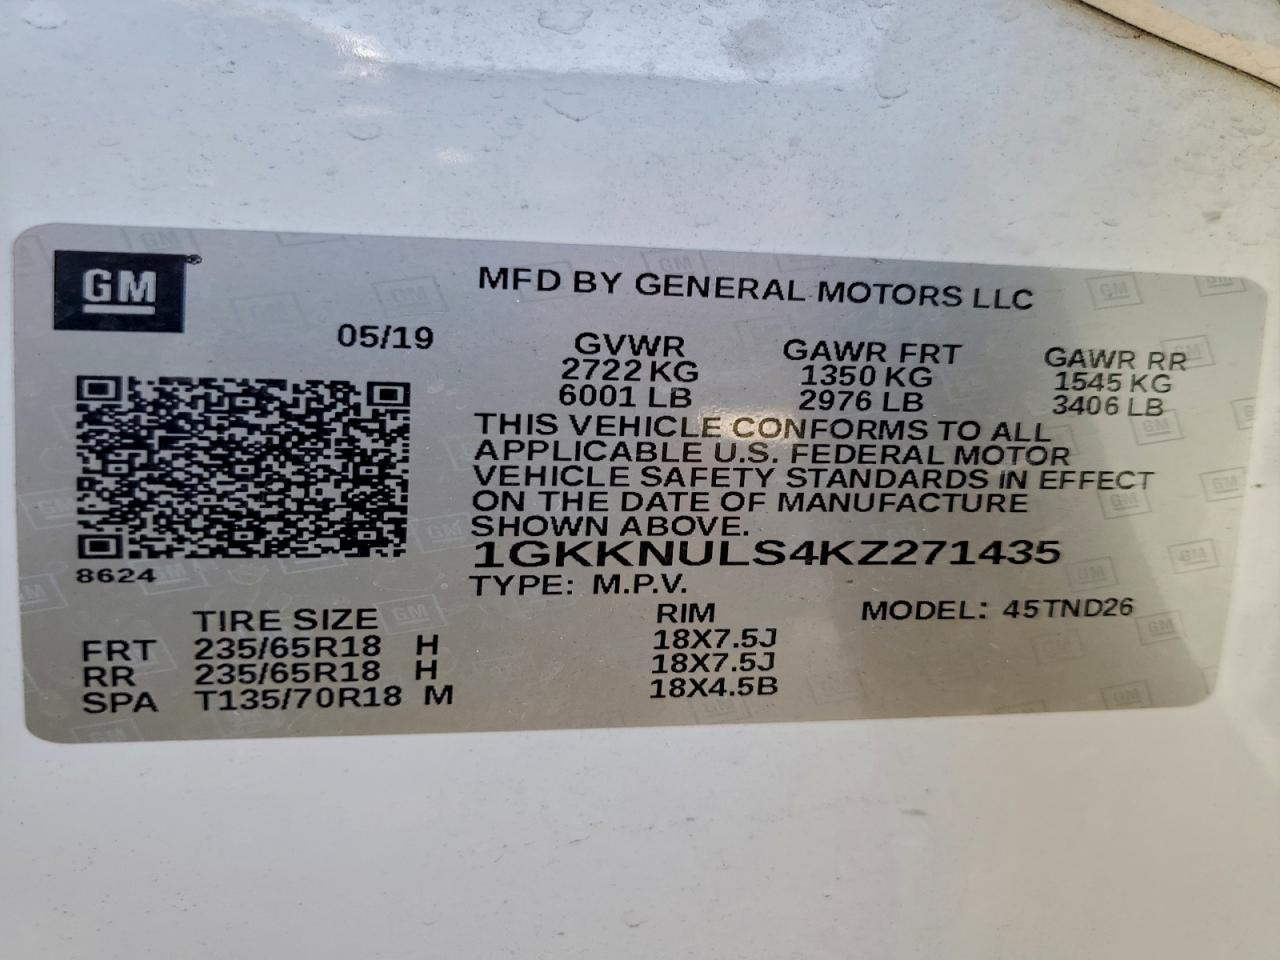 GM®
MFD BY GENERAL MOTORS LLC
05/19
GVWR GAWR FRT GAWR RR
2722 KG 1350 KG 1545 KG
6001 LB 2976 LB 3406 LB
THIS VEHICLE CONFORMS TO ALL
APPLICABLE U.S. FEDERAL MOTOR
VEHICLE SAFETY STANDARDS IN EFFECT
ON THE DATE OF MANUFACTURE
SHOWN ABOVE.
1GKKNULS4KZ271435
8624
TYPE: M.P.V.
TIRE SIZE RIM MODEL: 45TND26
FRT 235/65R18 H 18X7.5J
RR 235/65R18 H 18X7.5J
SPA T135/70R18 M 18X4.5B